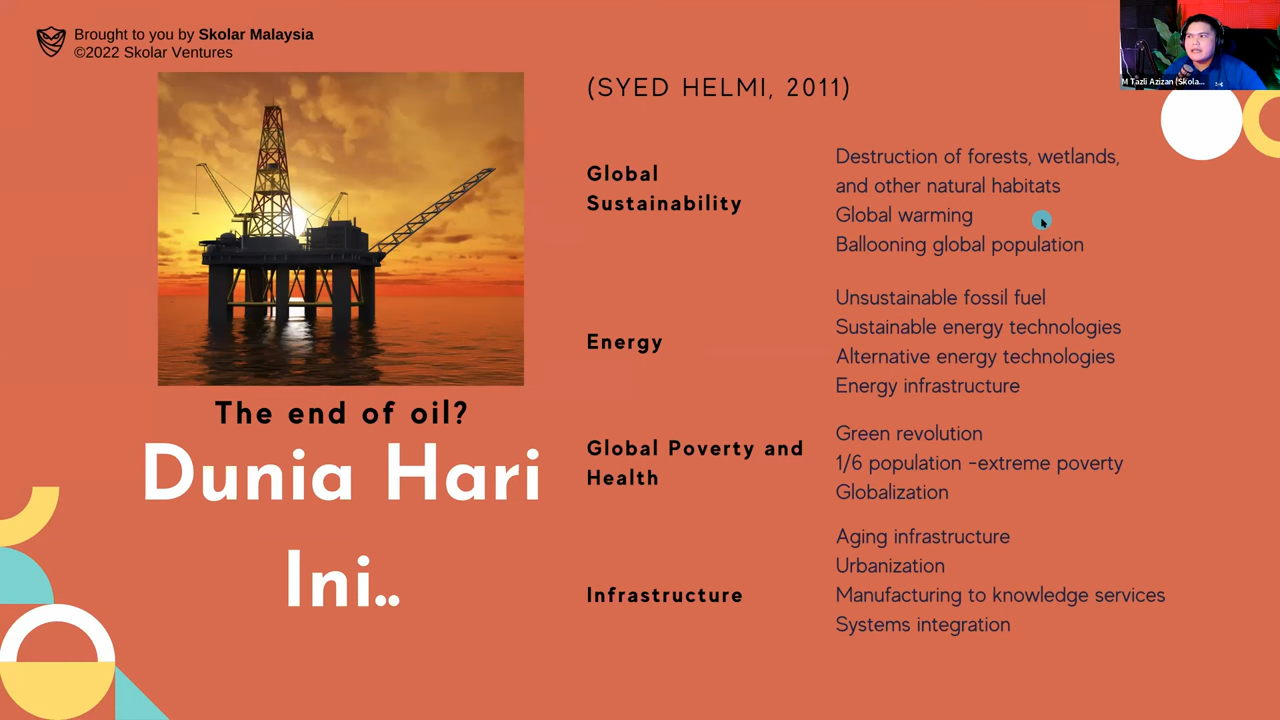 Brought to you by Skolar Malaysia
©2022 Skolar Ventures
M Tazli Azizan (Skola...
(SYED HELMI, 2011)
Global
Sustainability
Destruction of forests, wetlands,
and other natural habitats
Global warming
Ballooning global population
Energy
Unsustainable fossil fuel
Sustainable energy technologies
Alternative energy technologies
Energy infrastructure
The end of oil?
Dunia Hari
Ini..
Global Poverty and
Health
Green revolution
1/6 population -extreme poverty
Globalization
Infrastructure
Aging infrastructure
Urbanization
Manufacturing to knowledge services
Systems integration